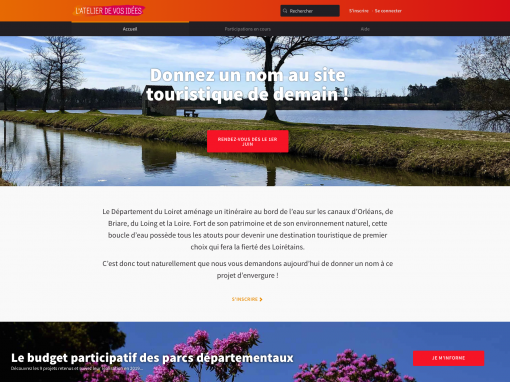 L'ATELIER DE VOS IDÉES
Rechercher
S'inscrire
Se connecter
Accueil
Participations en cours
Aide
Donnez un nom au site
touristique de demain !
RENDEZ-VOUS DÈS LE 1ER
JUIN
Le Département du Loiret aménage un itinéraire au bord de l'eau sur les canaux d'Orléans, de
Briare, du Loing et la Loire. Fort de son patrimoine et de son environnement naturel, cette
boucle d'eau possède tous les atouts pour devenir une destination touristique de premier
choix qui fera la fierté des Loirétains.
C'est donc tout naturellement que nous vous demandons aujourd'hui de donner un nom à ce
projet d'envergure !
S'INSCRIRE
Le budget participatif des parcs départementaux
Découvrez les 9 projets retenus et
JE M'INFORME